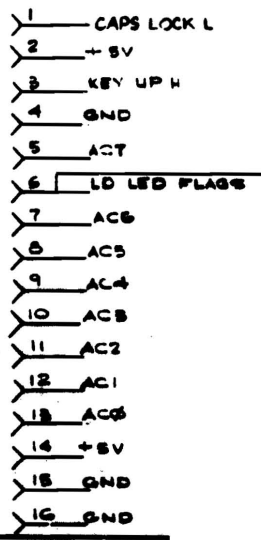 1 CAPS LOCK L
2 +5V
3 KEY UP H
4 GND
5 AC7
6 LD LED FLAGS
7 AC6
8 AC5
9 AC4
10 AC3
11 AC2
12 AC1
13 ACØ
14 +5V
15 GND
16 GND